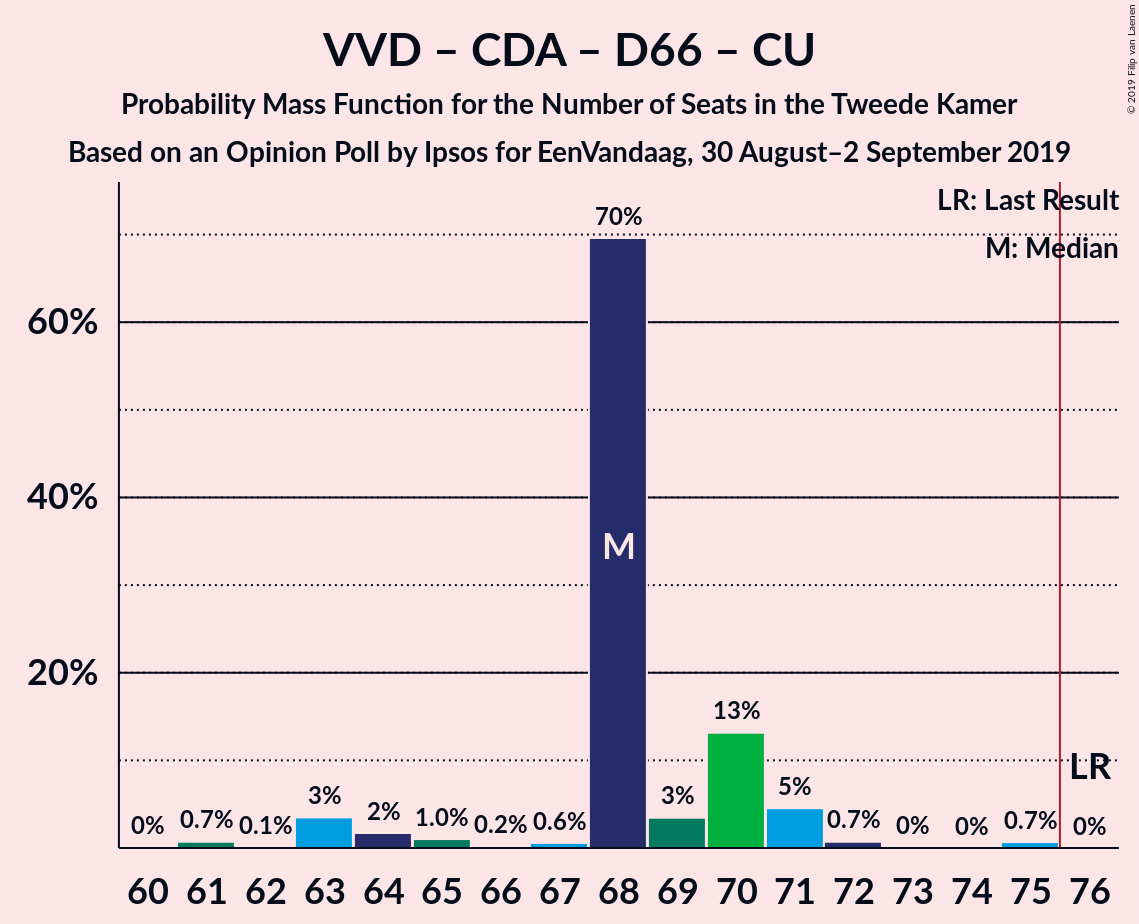 VVD – CDA – D66 – CU
Probability Mass Function for the Number of Seats in the Tweede Kamer
Based on an Opinion Poll by Ipsos for EenVandaag, 30 August–2 September 2019
© 2019 Filip van Laenen
LR: Last Result
M: Median
70%
60%
40%
M
20%
13%
LR
5%
3% 3%
2%
0% 0.7% 0.1% 1.0% 0.2% 0.6% 0.7% 0% 0% 0.7% 0%
60 61 62 63 64 65 66 67 68 69 70 71 72 73 74 75 76